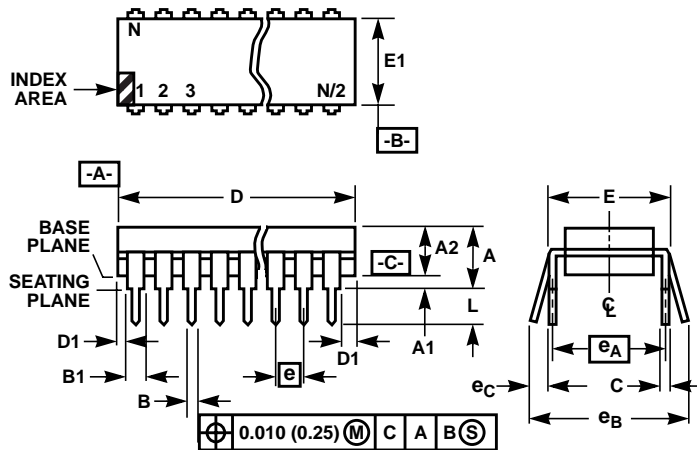 N
E1
INDEX
AREA
1 2 3 N/2
-B-
-A-
D
E
BASE
PLANE
A2
A
-C-
SEATING
PLANE
L
D1
B1
A1
D1
e
B
℄
eA
eC
C
eB
0.010 (0.25) Ⓜ C A B Ⓢ